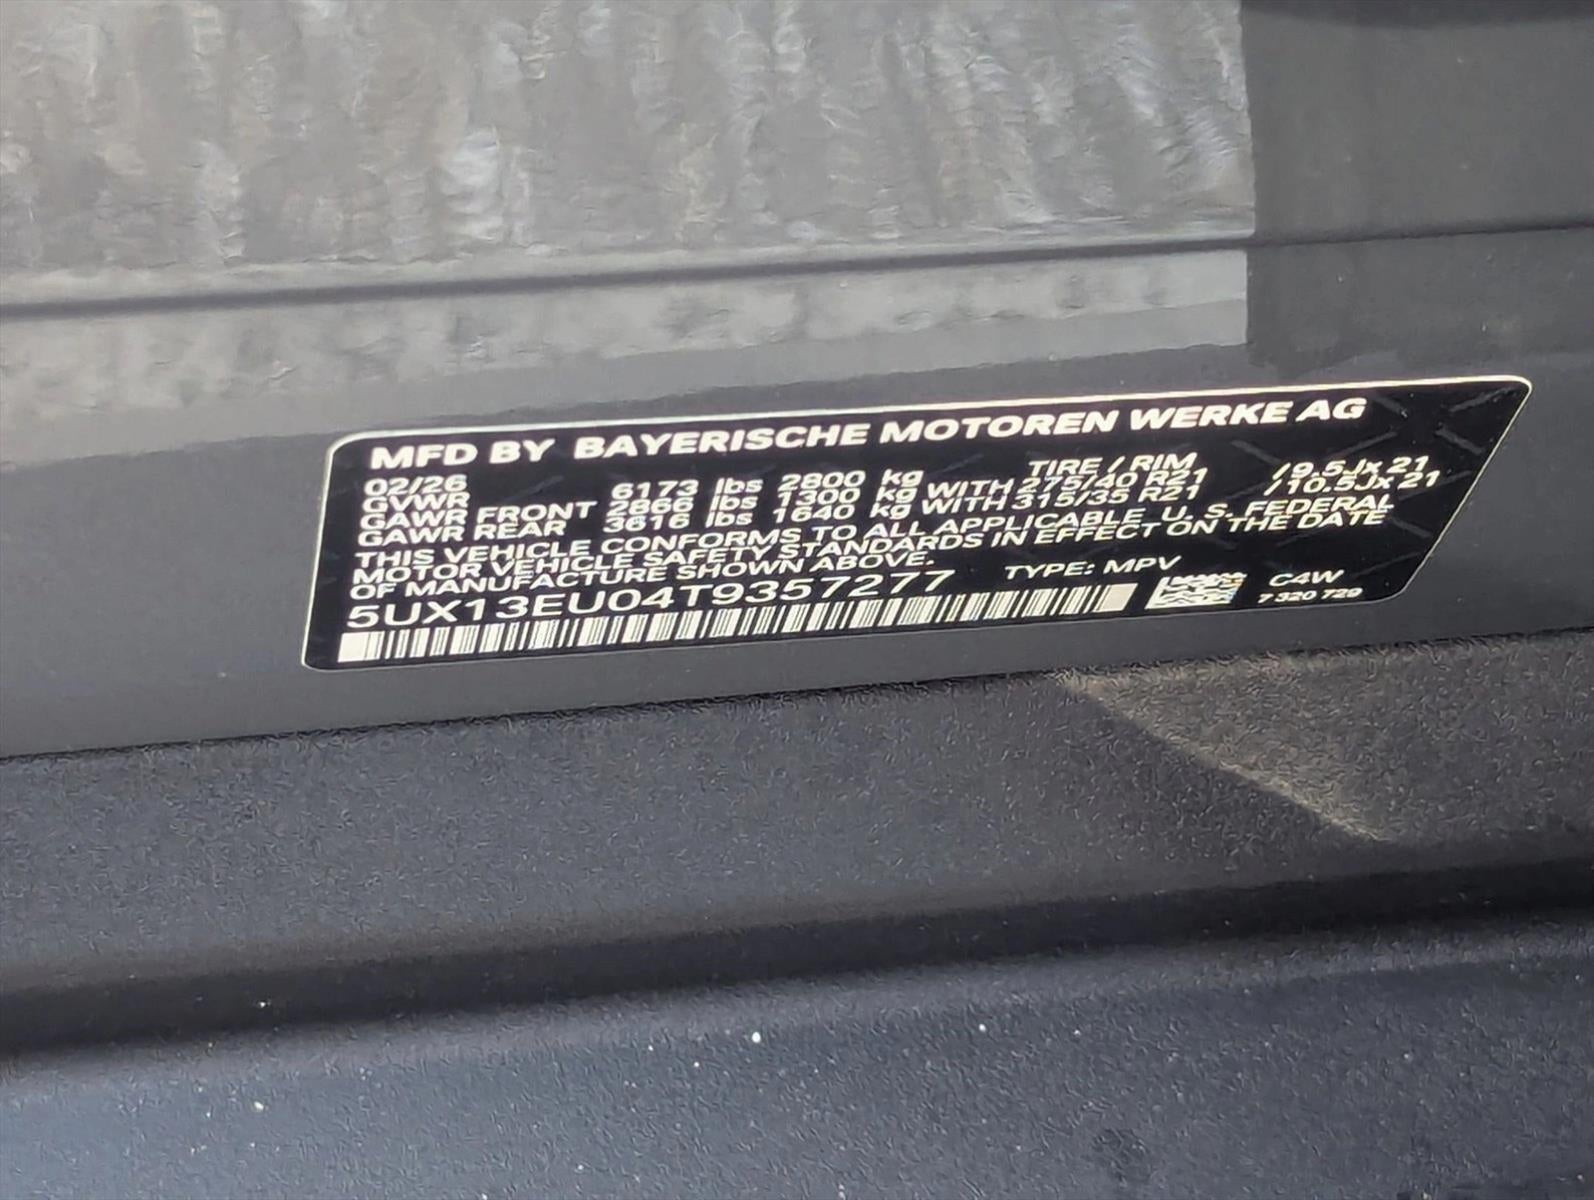 MFD BY BAYERISCHE MOTOREN WERKE AG
02/26 TIRE / RIM
GVWR 6173 lbs 2800 kg
GAWR FRONT 2866 lbs 1300 kg WITH 275/40 R21 /9.5Jx21
GAWR REAR 3616 lbs 1640 kg WITH 315/35 R21 /10.5Jx21
THIS VEHICLE CONFORMS TO ALL APPLICABLE U. S. FEDERAL
MOTOR VEHICLE SAFETY STANDARDS IN EFFECT ON THE DATE
OF MANUFACTURE SHOWN ABOVE.
5UX13EU04T9357277 TYPE: MPV
C4W
7 320 729